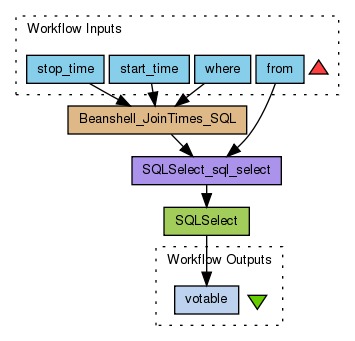 Workflow Inputs
stop_time start_time where from
Beanshell_JoinTimes_SQL
SQLSelect_sql_select
SQLSelect
Workflow Outputs
votable